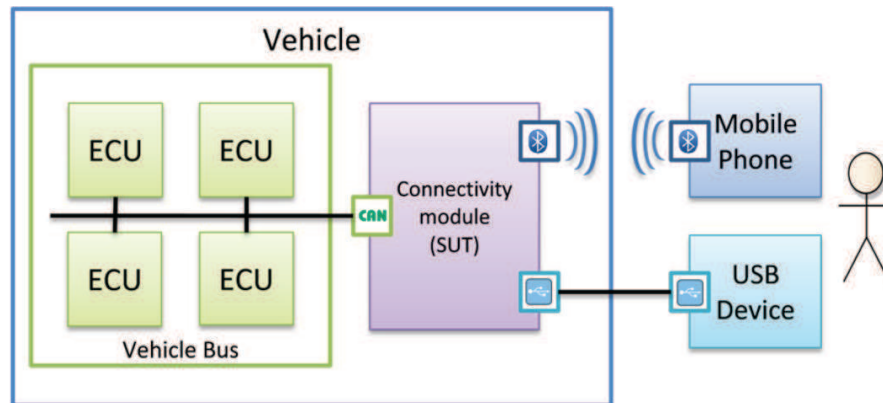 Vehicle
ECU
ECU
ECU
ECU
Vehicle Bus
CAN
Connectivity
module
(SUT)
Mobile
Phone
USB
Device